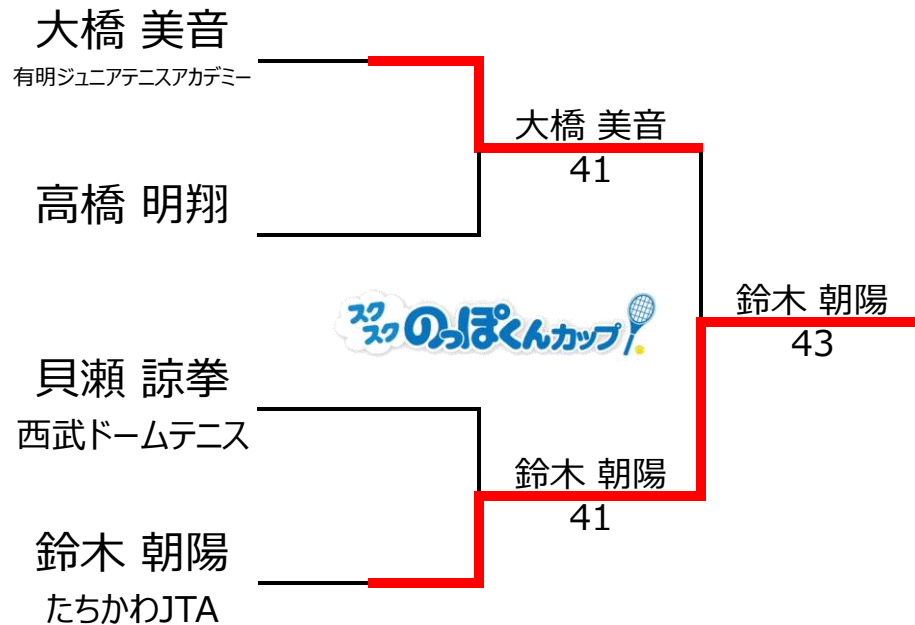 大橋 美音
有明ジュニアテニスアカデミー
大橋 美音
41
高橋 明翔
スクスクのっぽくんカップ
鈴木 朝陽
43
貝瀬 諒拳
西武ドームテニス
鈴木 朝陽
41
鈴木 朝陽
たちかわJTA